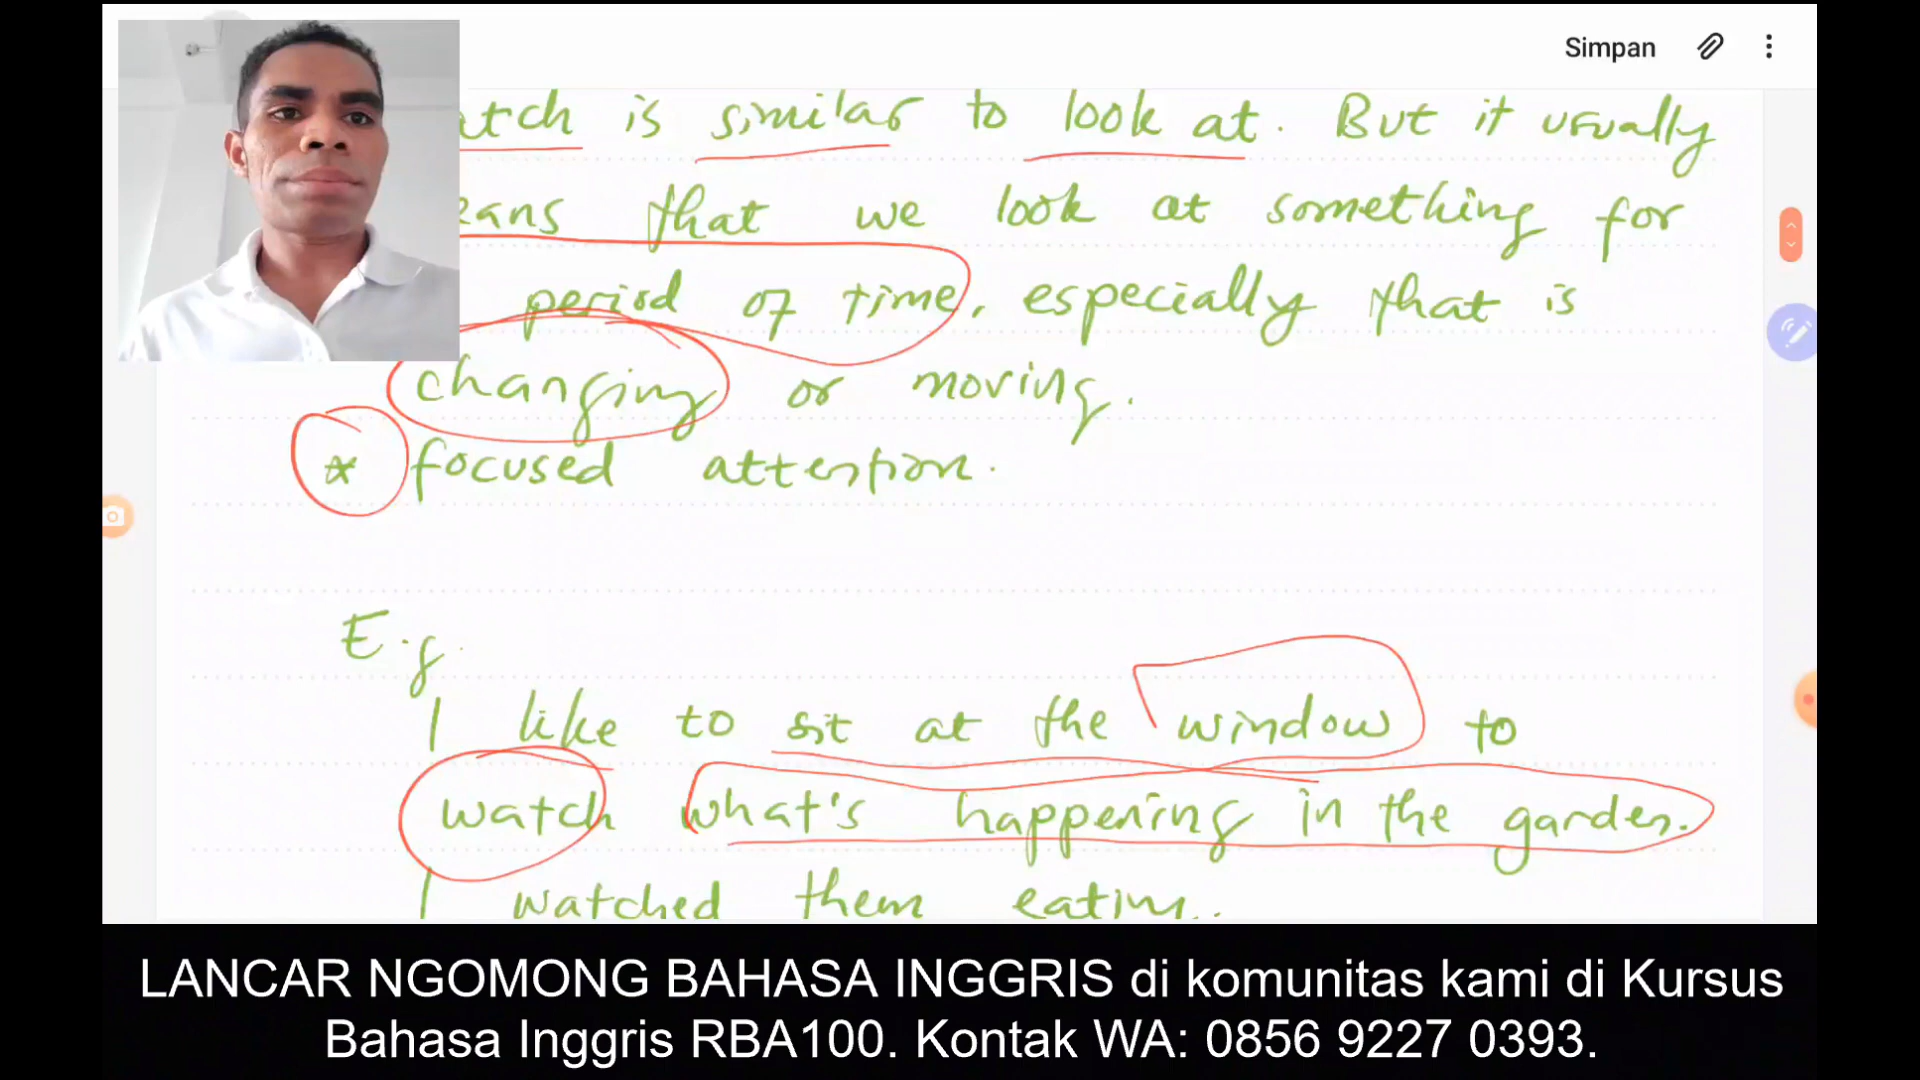 Simpan
atch is similar to look at. But it usually
eans that we look at something for
period of time, especially that is
changing or moving.
* focused attention.
E.g.
I like to sit at the window to
watch what's happening in the garden.
I watched them eating.
LANCAR NGOMONG BAHASA INGGRIS di komunitas kami di Kursus
Bahasa Inggris RBA100. Kontak WA: 0856 9227 0393.